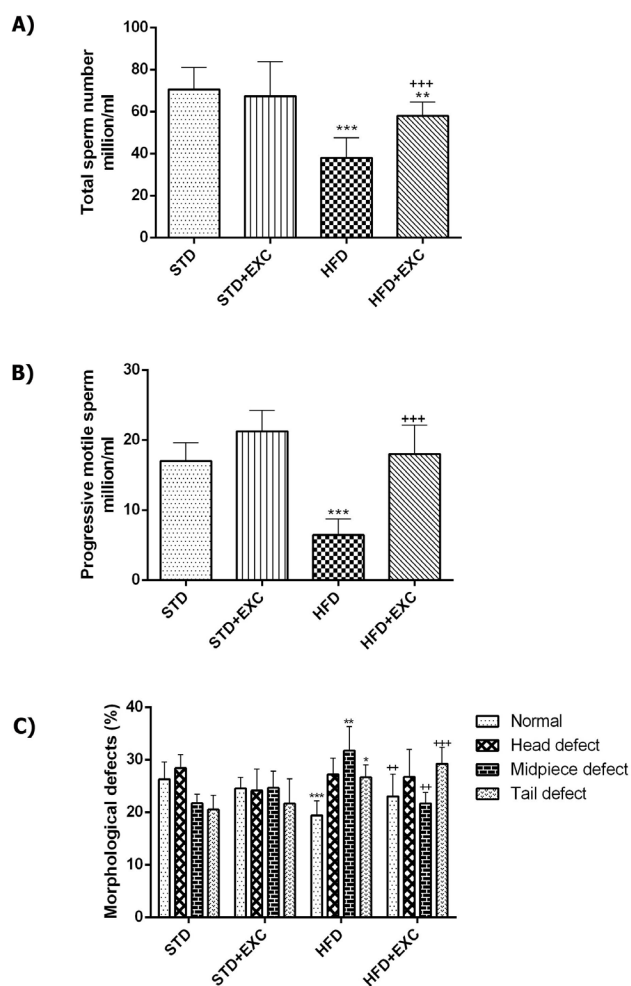 A)
Total sperm number
million/ml
100
80
60
40
20
0
***
+++
**
STD
STD+EXC
HFD
HFD+EXC
B)
Progressive motile sperm
million/ml
30
20
10
0
***
+++
STD
STD+EXC
HFD
HFD+EXC
C)
Morphological defects (%)
40
30
20
10
0
***
**
*
++
++
+++
STD
STD+EXC
HFD
HFD+EXC
Normal
Head defect
Midpiece defect
Tail defect